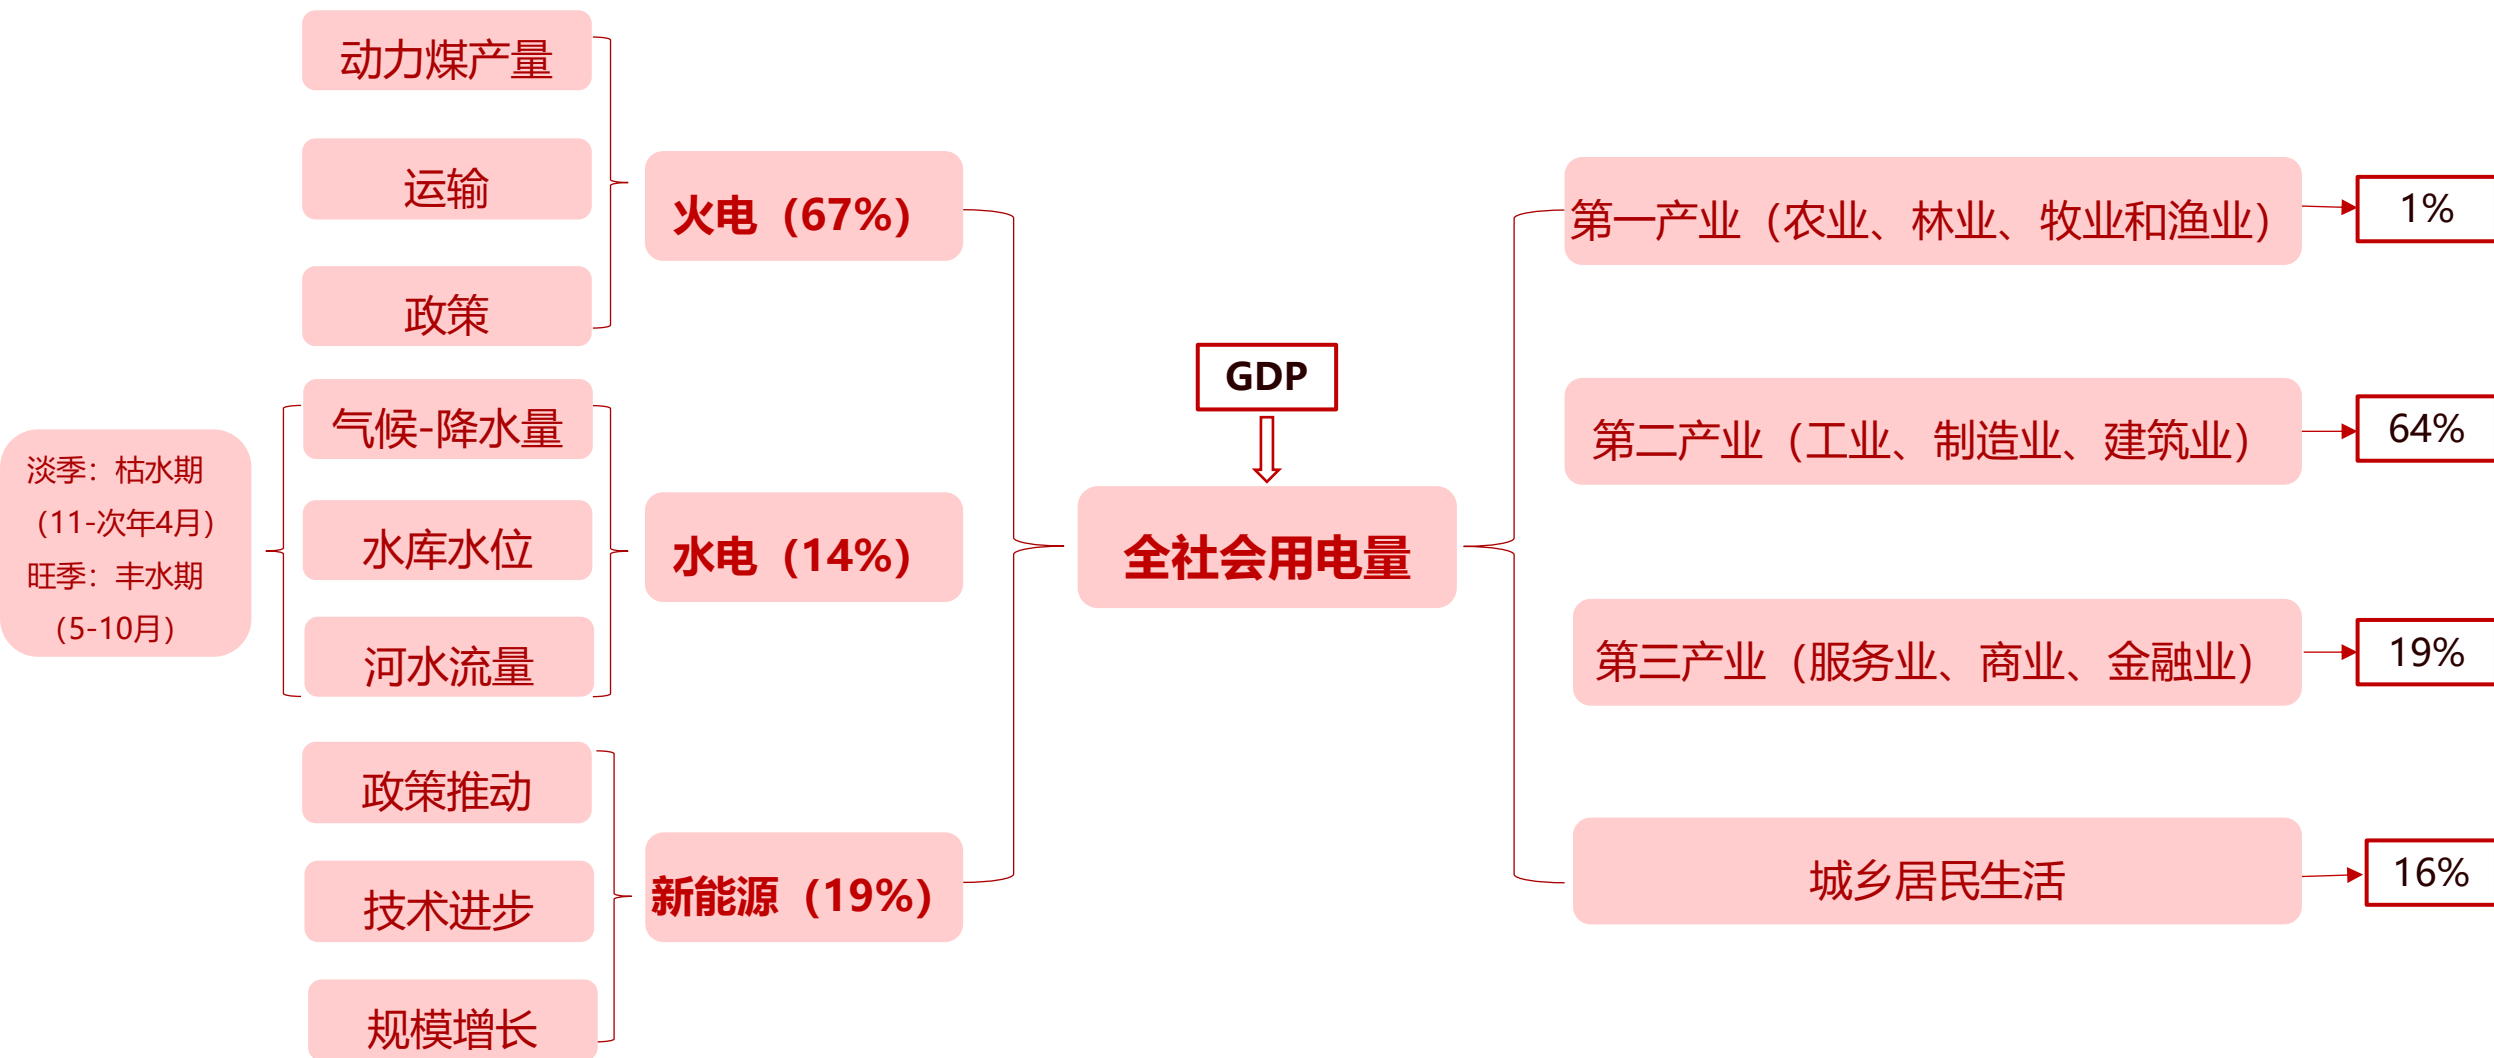 动力煤产量
运输
政策
火电（67%）
气候-降水量
水库水位
河水流量
淡季：枯水期
（11-次年4月）
旺季：丰水期
（5-10月）
水电（14%）
政策推动
技术进步
规模增长
新能源（19%）
GDP
全社会用电量
第一产业（农业、林业、牧业和渔业）
1%
第二产业（工业、制造业、建筑业）
64%
第三产业（服务业、商业、金融业）
19%
城乡居民生活
16%